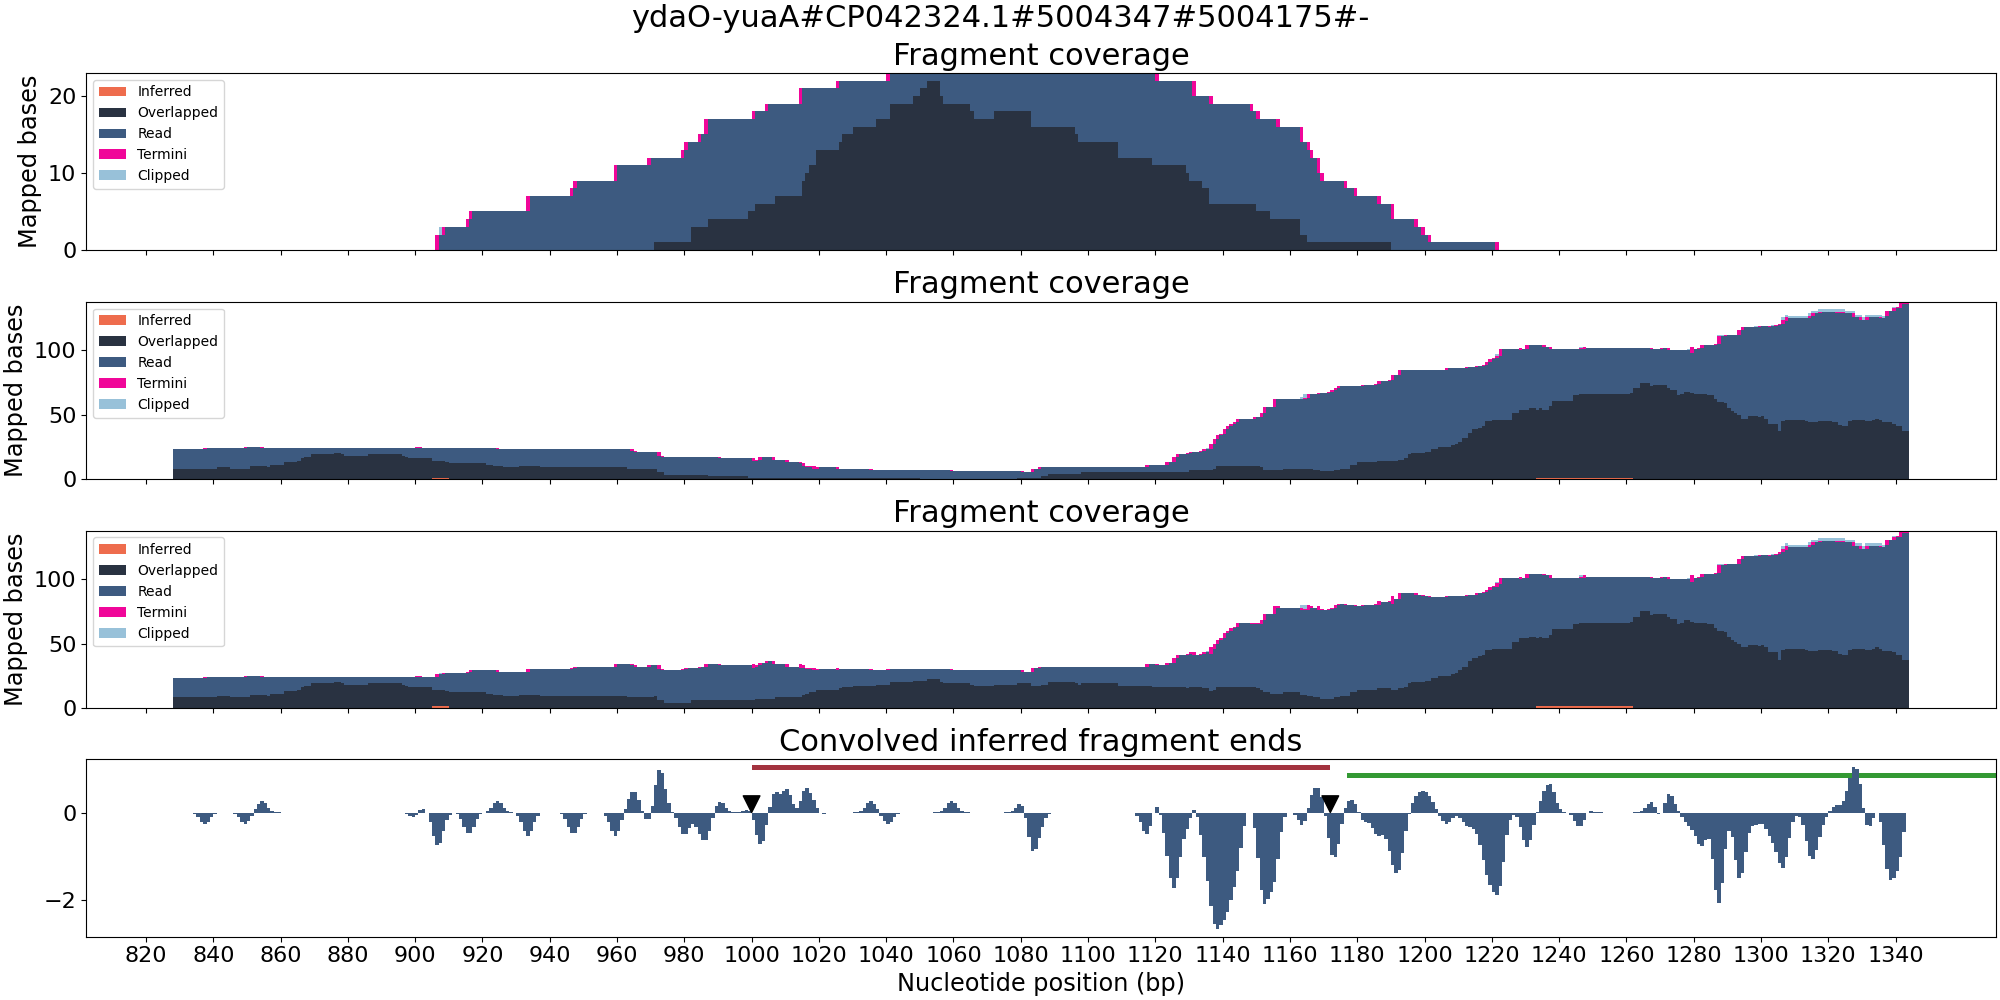 ydaO-yuaA#CP042324.1#5004347#5004175#-
Fragment coverage
Mapped bases
20
10
0
Inferred
Overlapped
Read
Termini
Clipped
Fragment coverage
Mapped bases
100
50
0
Inferred
Overlapped
Read
Termini
Clipped
Fragment coverage
Mapped bases
100
50
0
Inferred
Overlapped
Read
Termini
Clipped
Convolved inferred fragment ends
0
−2
820 840 860 880 900 920 940 960 980 1000 1020 1040 1060 1080 1100 1120 1140 1160 1180 1200 1220 1240 1260 1280 1300 1320 1340
Nucleotide position (bp)